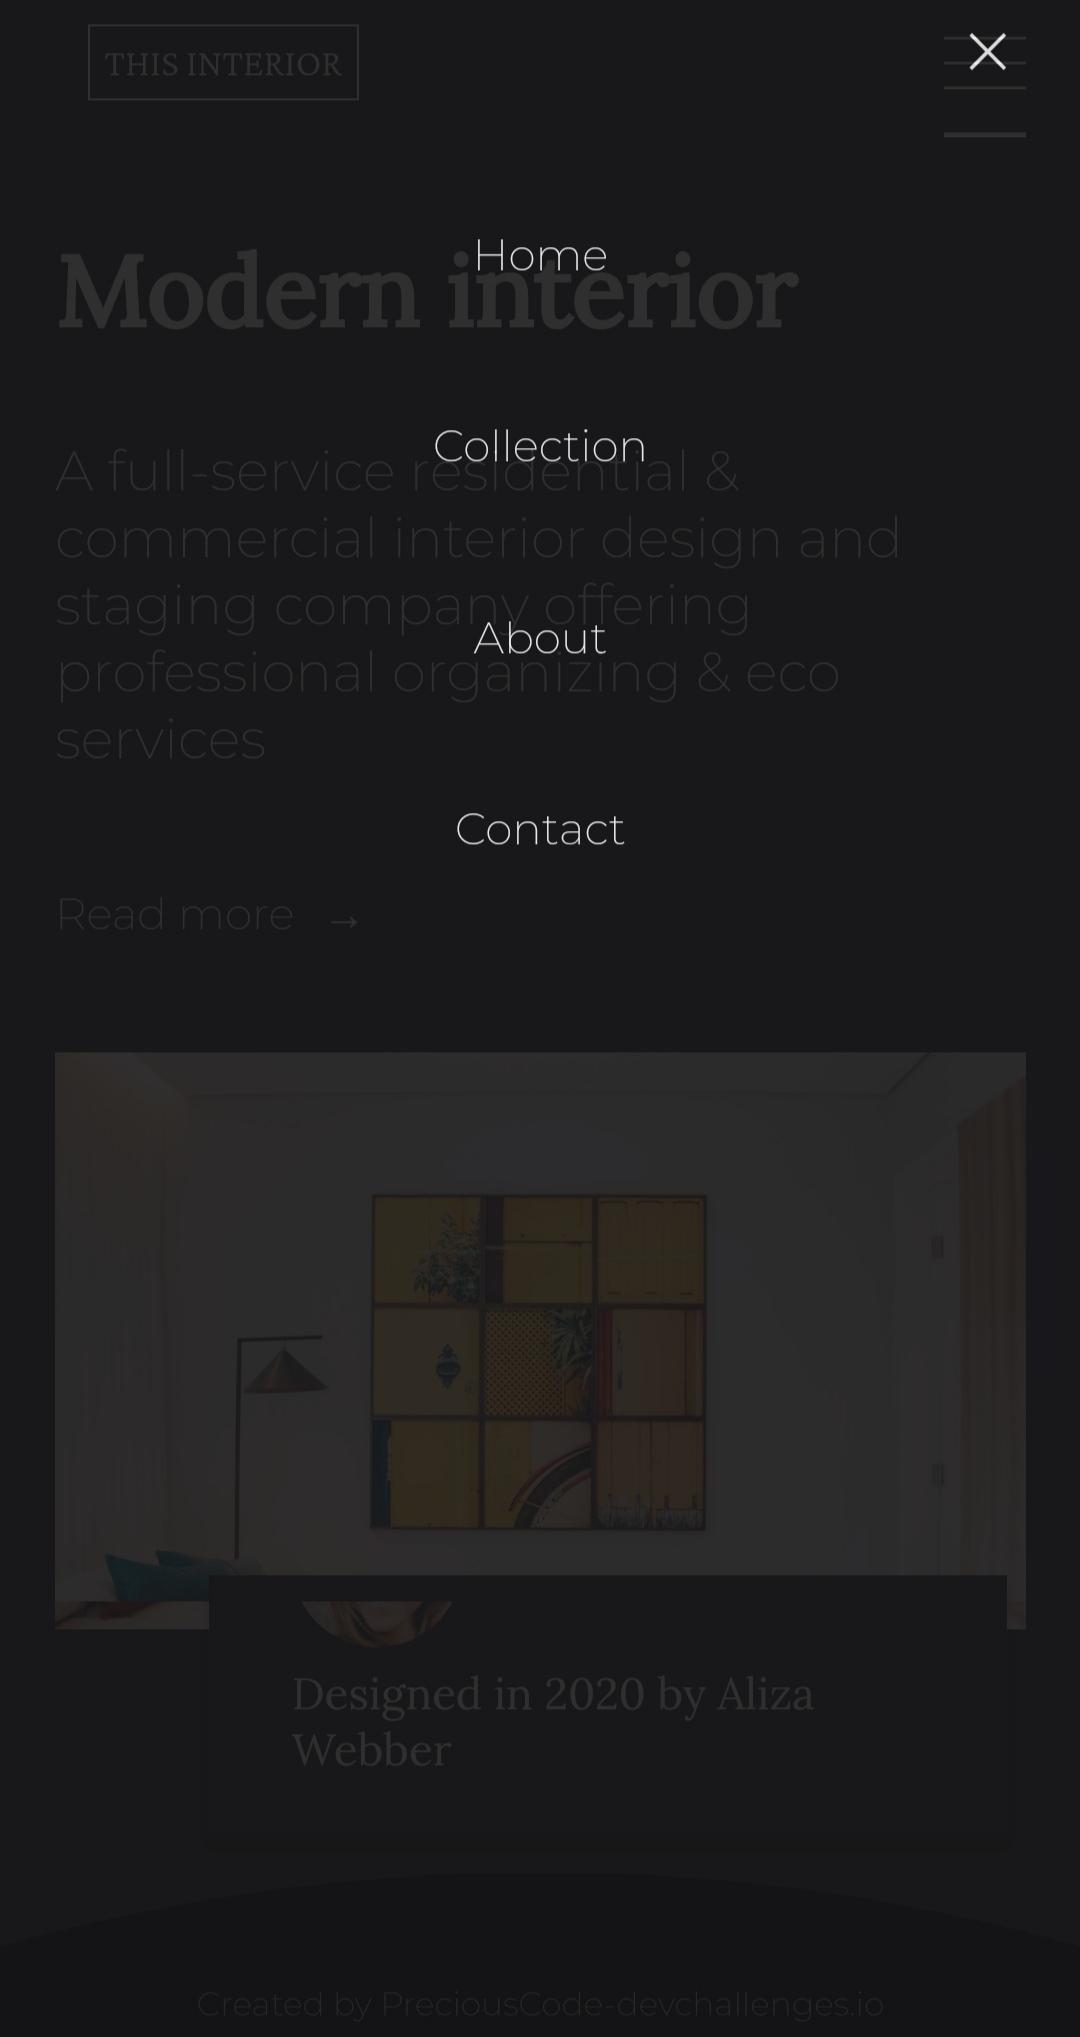 THIS INTERIOR
Home
Modern interior
Collection
A full-service residential &
commercial interior design and
staging company offering
About
professional organizing & eco
services
Contact
Read more →
Designed in 2020 by Aliza
Webber
Created by PreciousCode-devchallenges.io